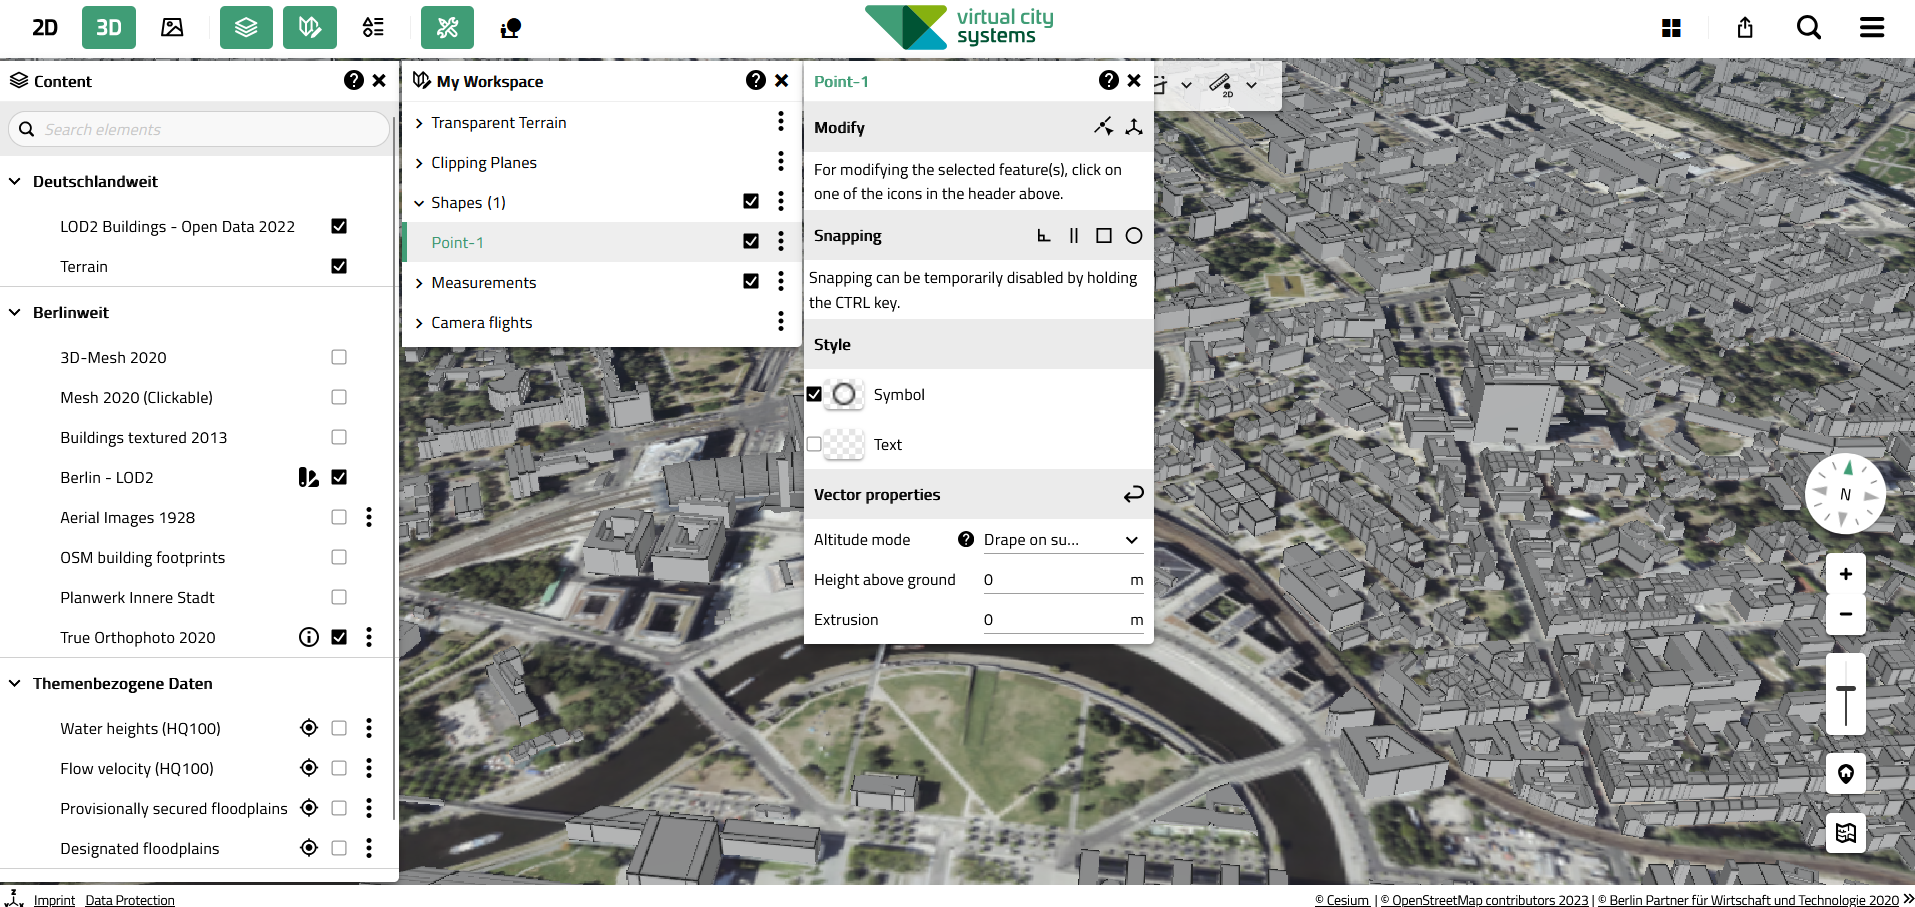 2D
3D
virtual city
systems
Content
Search elements
Deutschlandweit
LOD2 Buildings - Open Data 2022
Terrain
Berlinweit
3D-Mesh 2020
Mesh 2020 (Clickable)
Buildings textured 2013
Berlin - LOD2
Aerial Images 1928
OSM building footprints
Planwerk Innere Stadt
True Orthophoto 2020
Themenbezogene Daten
Water heights (HQ100)
Flow velocity (HQ100)
Provisionally secured floodplains
Designated floodplains
My Workspace
Transparent Terrain
Clipping Planes
Shapes (1)
Point-1
Measurements
Camera flights
Point-1
Modify
For modifying the selected feature(s), click on
one of the icons in the header above.
Snapping
Snapping can be temporarily disabled by holding
the CTRL key.
Style
Symbol
Text
Vector properties
Altitude mode Drape on su...
Height above ground 0 m
Extrusion 0 m
2D
N
Z
Imprint Data Protection
© Cesium | © OpenStreetMap contributors 2023 | © Berlin Partner für Wirtschaft und Technologie 2020